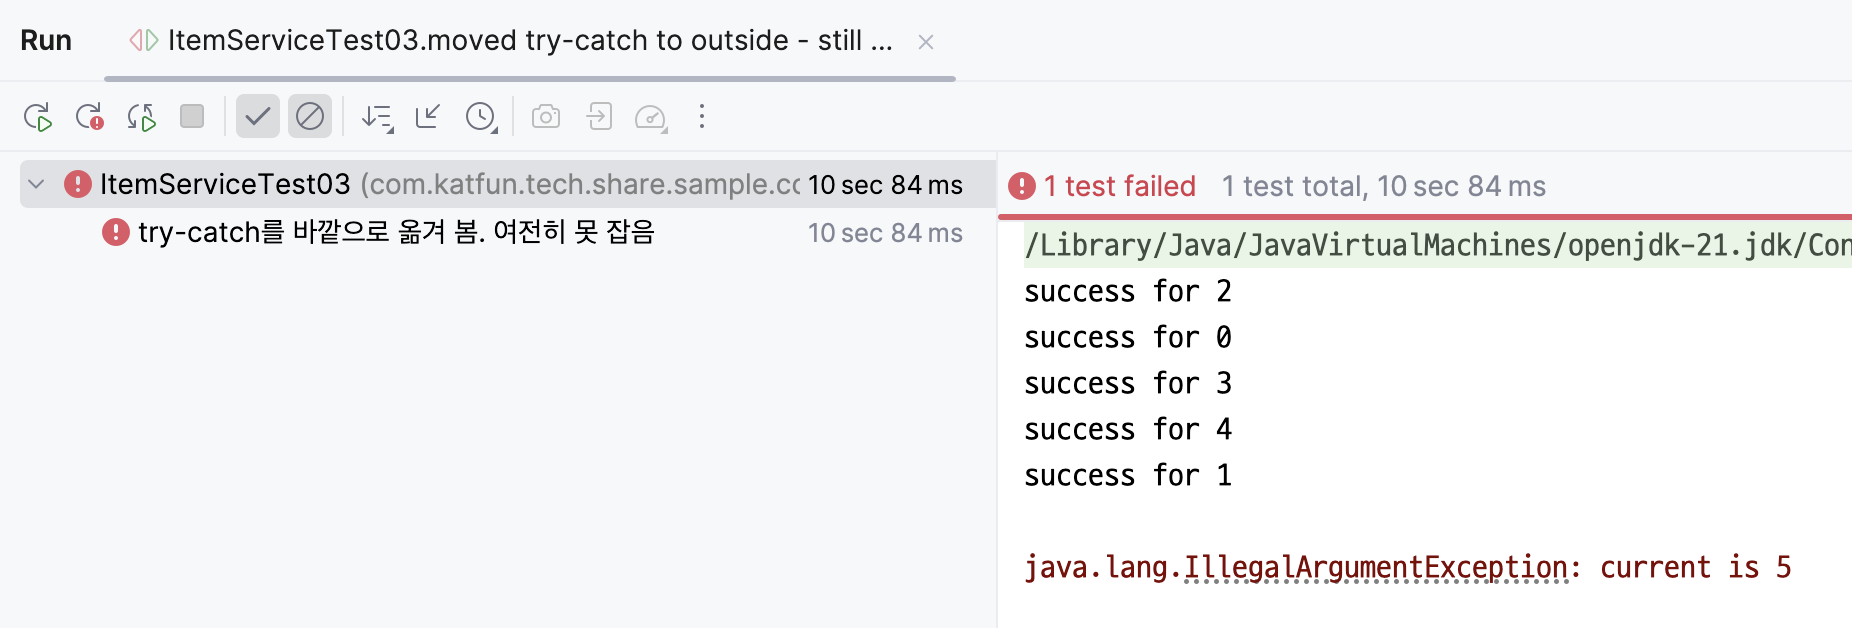 Run ItemServiceTest03.moved try-catch to outside - still ...
ItemServiceTest03 (com.katfun.tech.share.sample.cc 10 sec 84 ms
try-catch를 바깥으로 옮겨 봄. 여전히 못 잡음 10 sec 84 ms
1 test failed 1 test total, 10 sec 84 ms
/Library/Java/JavaVirtualMachines/openjdk-21.jdk/Con
success for 2
success for 0
success for 3
success for 4
success for 1
java.lang.IllegalArgumentException: current is 5